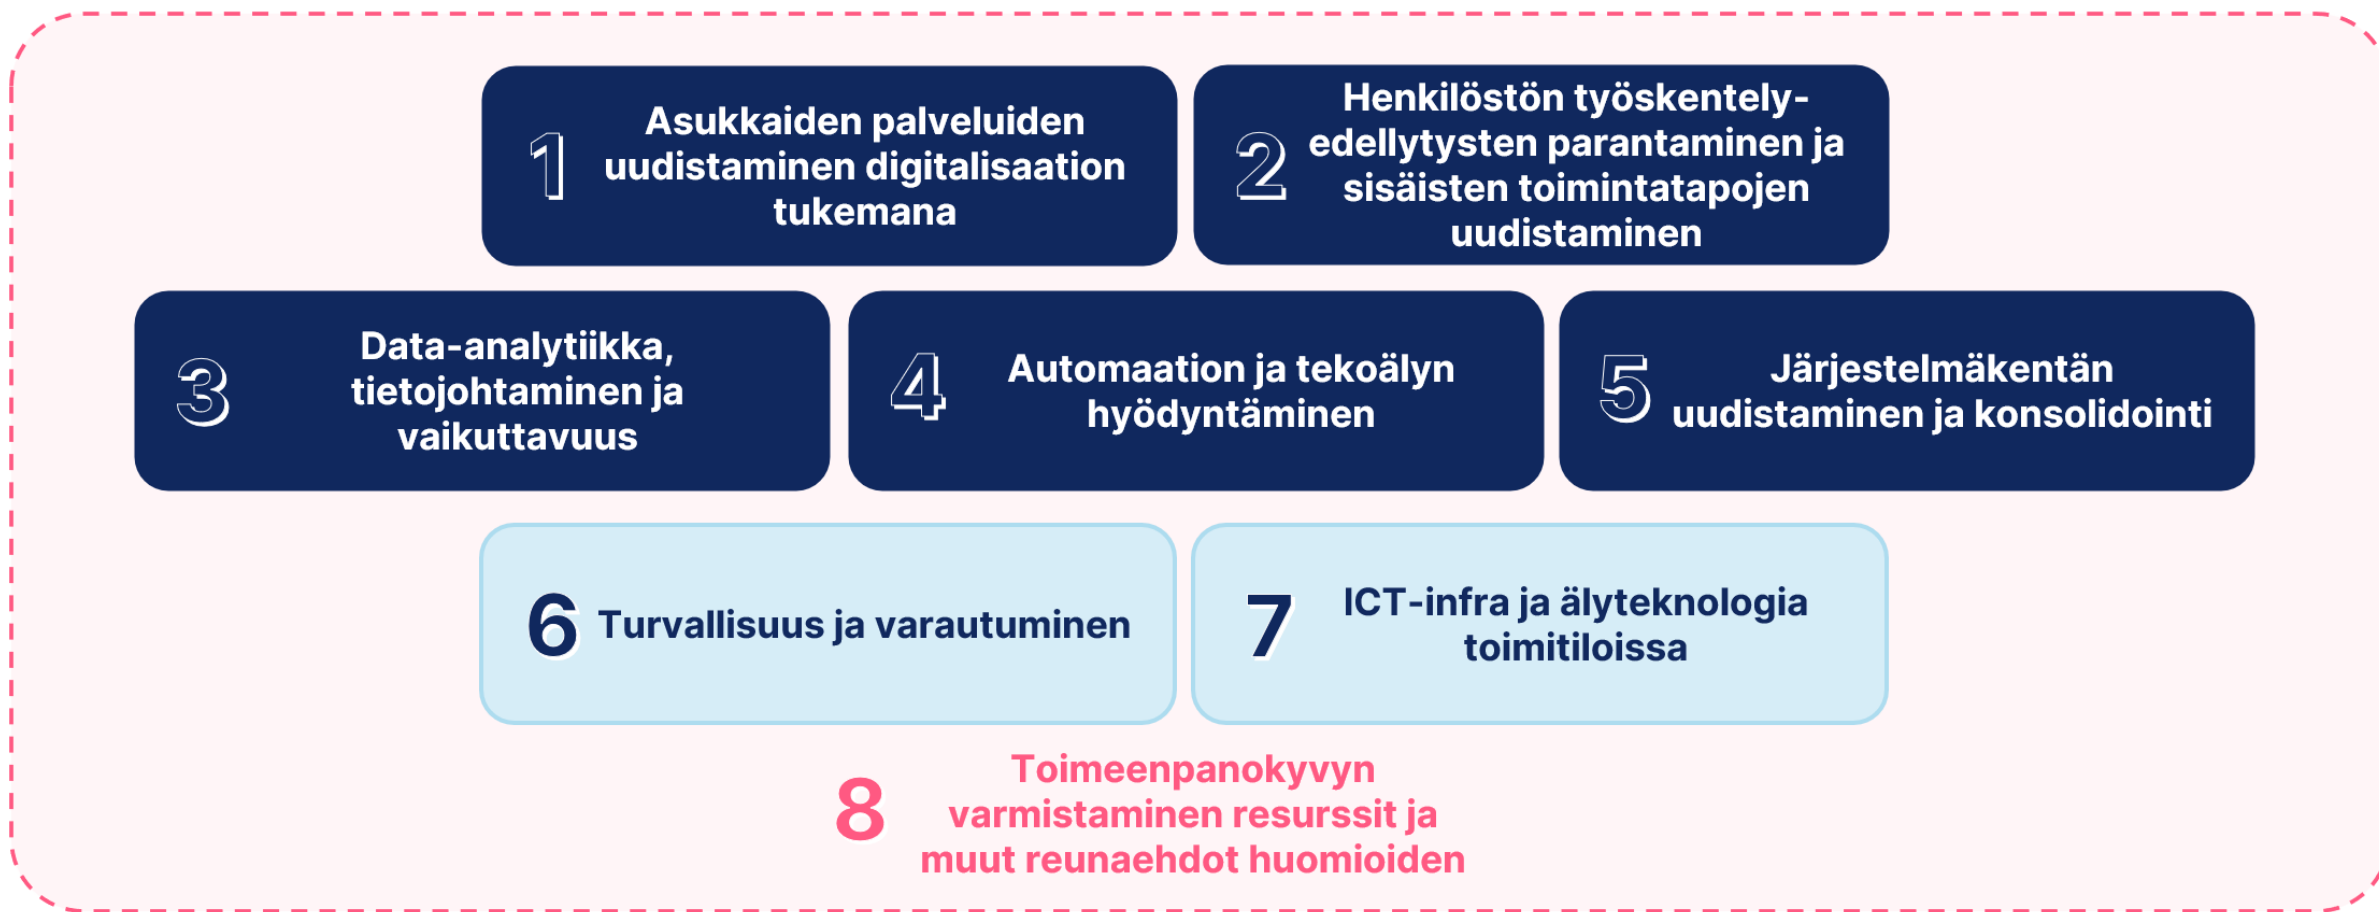 1
Asukkaiden palveluiden
uudistaminen digitalisaation
tukemana
2
Henkilöstön työskentely-
edellytysten parantaminen ja
sisäisten toimintatapojen
uudistaminen
3
Data-analytiikka,
tietojohtaminen ja
vaikuttavuus
4
Automaation ja tekoälyn
hyödyntäminen
5
Järjestelmäkentän
uudistaminen ja konsolidointi
6
Turvallisuus ja varautuminen
7
ICT-infra ja älyteknologia
toimitiloissa
8
Toimeenpanokyvyn
varmistaminen resurssit ja
muut reunaehdot huomioiden